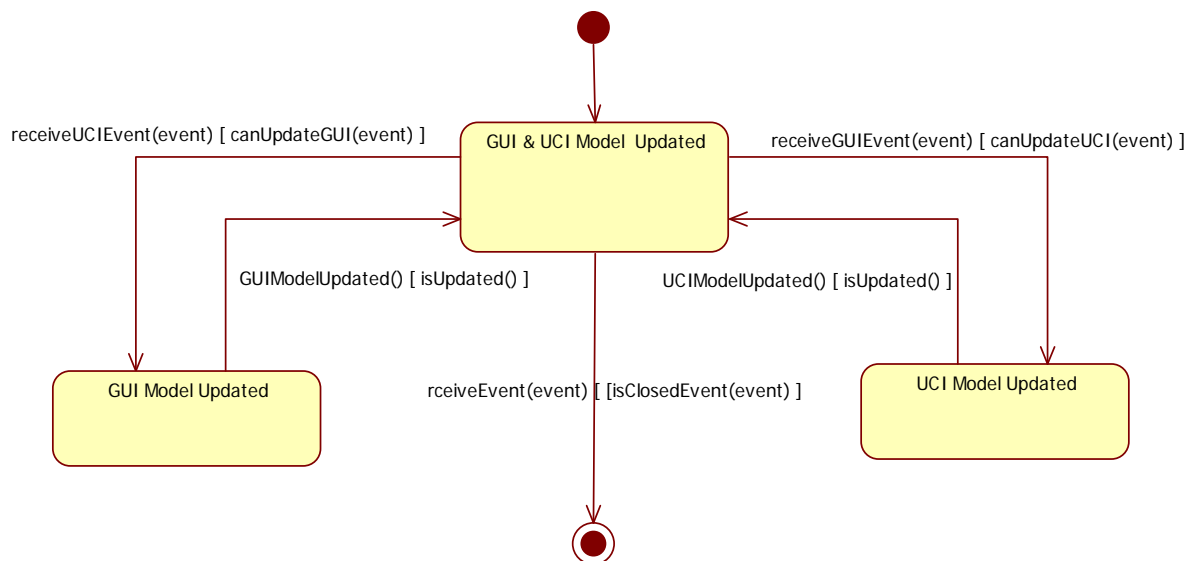 receiveUCIEvent(event) [ canUpdateGUI(event) ]
GUI & UCI Model Updated
receiveGUIEvent(event) [ canUpdateUCI(event) ]
GUIModelUpdated() [ isUpdated() ]
UCIModelUpdated() [ isUpdated() ]
GUI Model Updated
rceiveEvent(event) [ [isClosedEvent(event) ]
UCI Model Updated